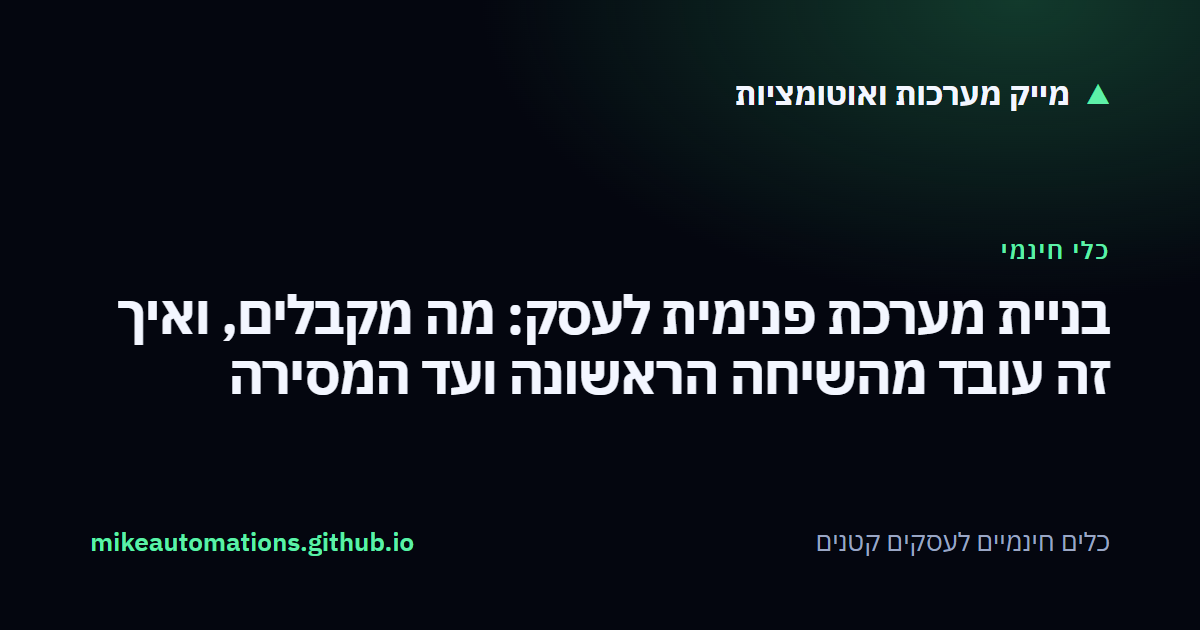 מייק מערכות ואוטומציות
כלי חינמי
בניית מערכת פנימית לעסק: מה מקבלים, ואיך
זה עובד מהשיחה הראשונה ועד המסירה
כלים חינמיים לעסקים קטנים
mikeautomations.github.io